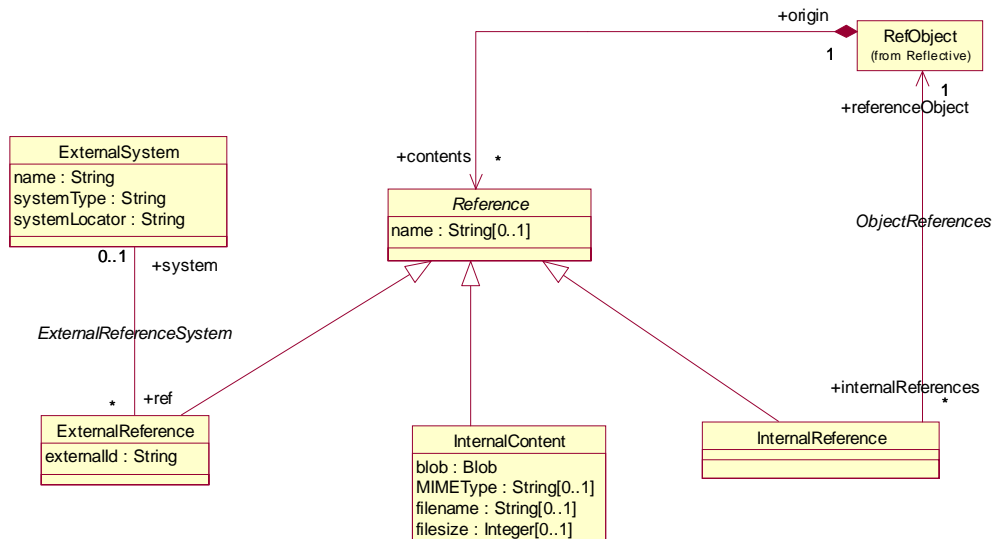 +origin
1
RefObject
(from Reflective)
1
+referenceObject
ExternalSystem
name : String
systemType : String
systemLocator : String
+contents
*
Reference
name : String[0..1]
ObjectReferences
0..1
+system
ExternalReferenceSystem
*
+ref
+internalReferences
*
ExternalReference
externalId : String
InternalContent
blob : Blob
MIMEType : String[0..1]
filename : String[0..1]
filesize : Integer[0..1]
InternalReference